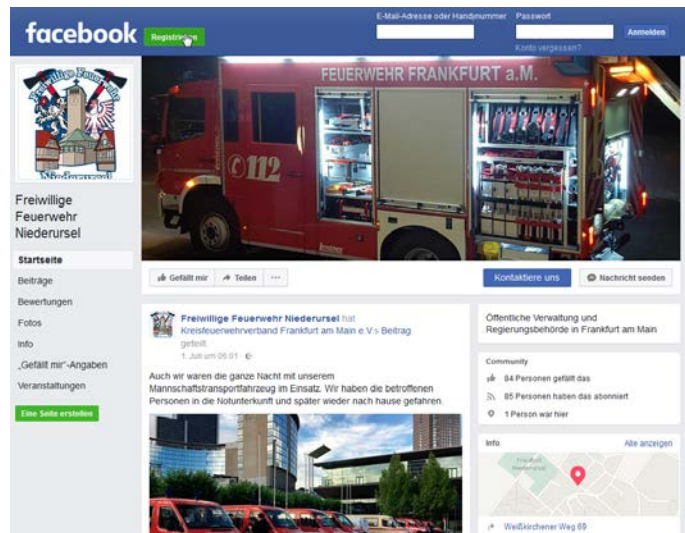 facebook
Registrieren
E-Mail-Adresse oder Handynummer
Passwort
Anmelden
Konto vergessen?
Freiwillige Feuerwehr
Niederursel
FEUERWEHR FRANKFURT a.M.
112
Freiwillige
Feuerwehr
Niederursel
Startseite
Beiträge
Bewertungen
Fotos
Info
„Gefällt mir“-Angaben
Veranstaltungen
Eine Seite erstellen
Gefällt mir
Teilen
Kontaktiere uns
Nachricht senden
Freiwillige Feuerwehr Niederursel hat
Kreisfeuerwehrverband Frankfurt am Main e.V.s Beitrag
geteilt.
1. Juli um 06:01
Auch wir waren die ganze Nacht mit unserem
Mannschaftstransportfahrzeug im Einsatz. Wir haben die betroffenen
Personen in die Notunterkunft und später wieder nach hause gefahren.
Öffentliche Verwaltung und
Regierungsbehörde in Frankfurt am Main
Community
84 Personen gefällt das
85 Personen haben das abonniert
1 Person war hier
Info
Alle anzeigen
Friedhof
Niederursel
Weißkirchener Weg 69